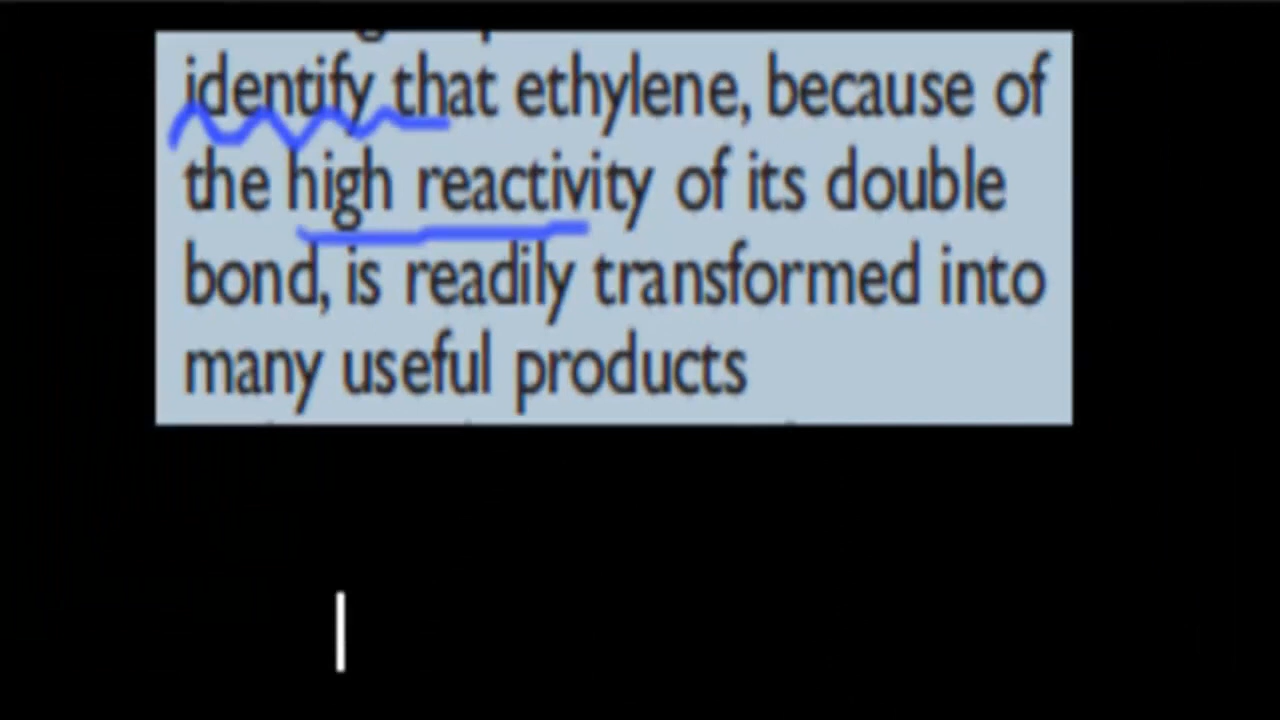 identify that ethylene, because of
the high reactivity of its double
bond, is readily transformed into
many useful products